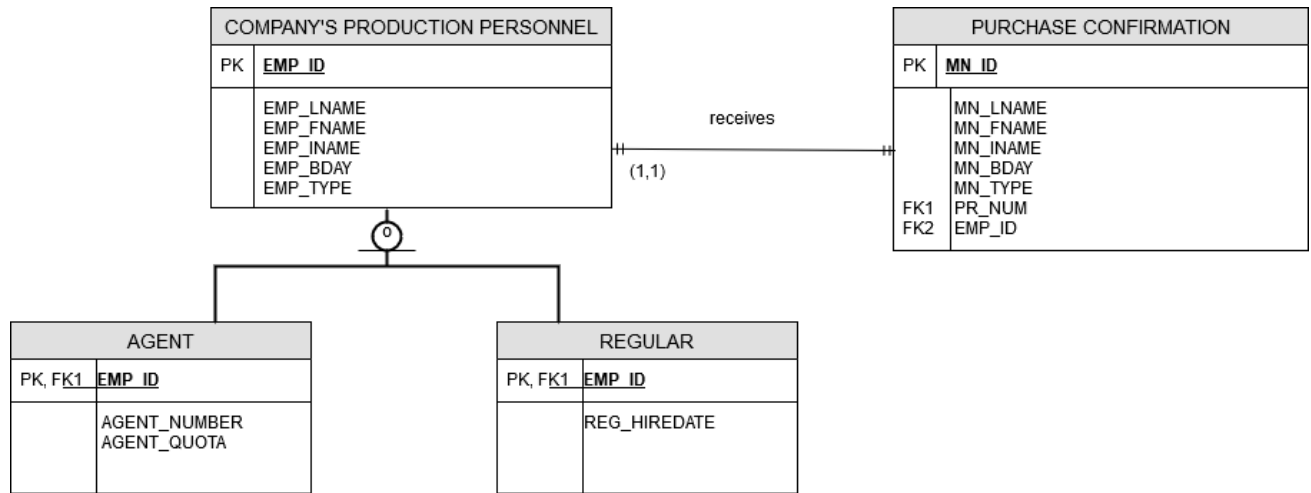 COMPANY'S PRODUCTION PERSONNEL
PK EMP_ID
EMP_LNAME
EMP_FNAME
EMP_INAME
EMP_BDAY
EMP_TYPE
receives
(1,1)
PURCHASE CONFIRMATION
PK MN_ID
MN_LNAME
MN_FNAME
MN_INAME
MN_BDAY
MN_TYPE
FK1 PR_NUM
FK2 EMP_ID
o
AGENT
PK, FK1 EMP_ID
AGENT_NUMBER
AGENT_QUOTA
REGULAR
PK, FK1 EMP_ID
REG_HIREDATE